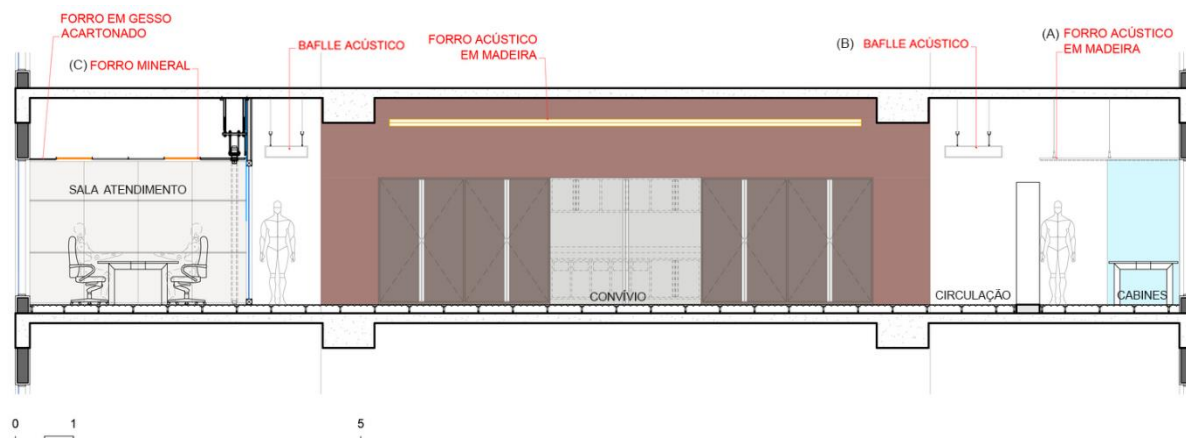 FORRO EM GESSO
ACARTONADO
(C) FORRO MINERAL
BAFLLE ACÚSTICO
FORRO ACÚSTICO
EM MADEIRA
(B) BAFLLE ACÚSTICO
(A) FORRO ACÚSTICO
EM MADEIRA
SALA ATENDIMENTO
CONVÍVIO
CIRCULAÇÃO
CABINES
0 1 5